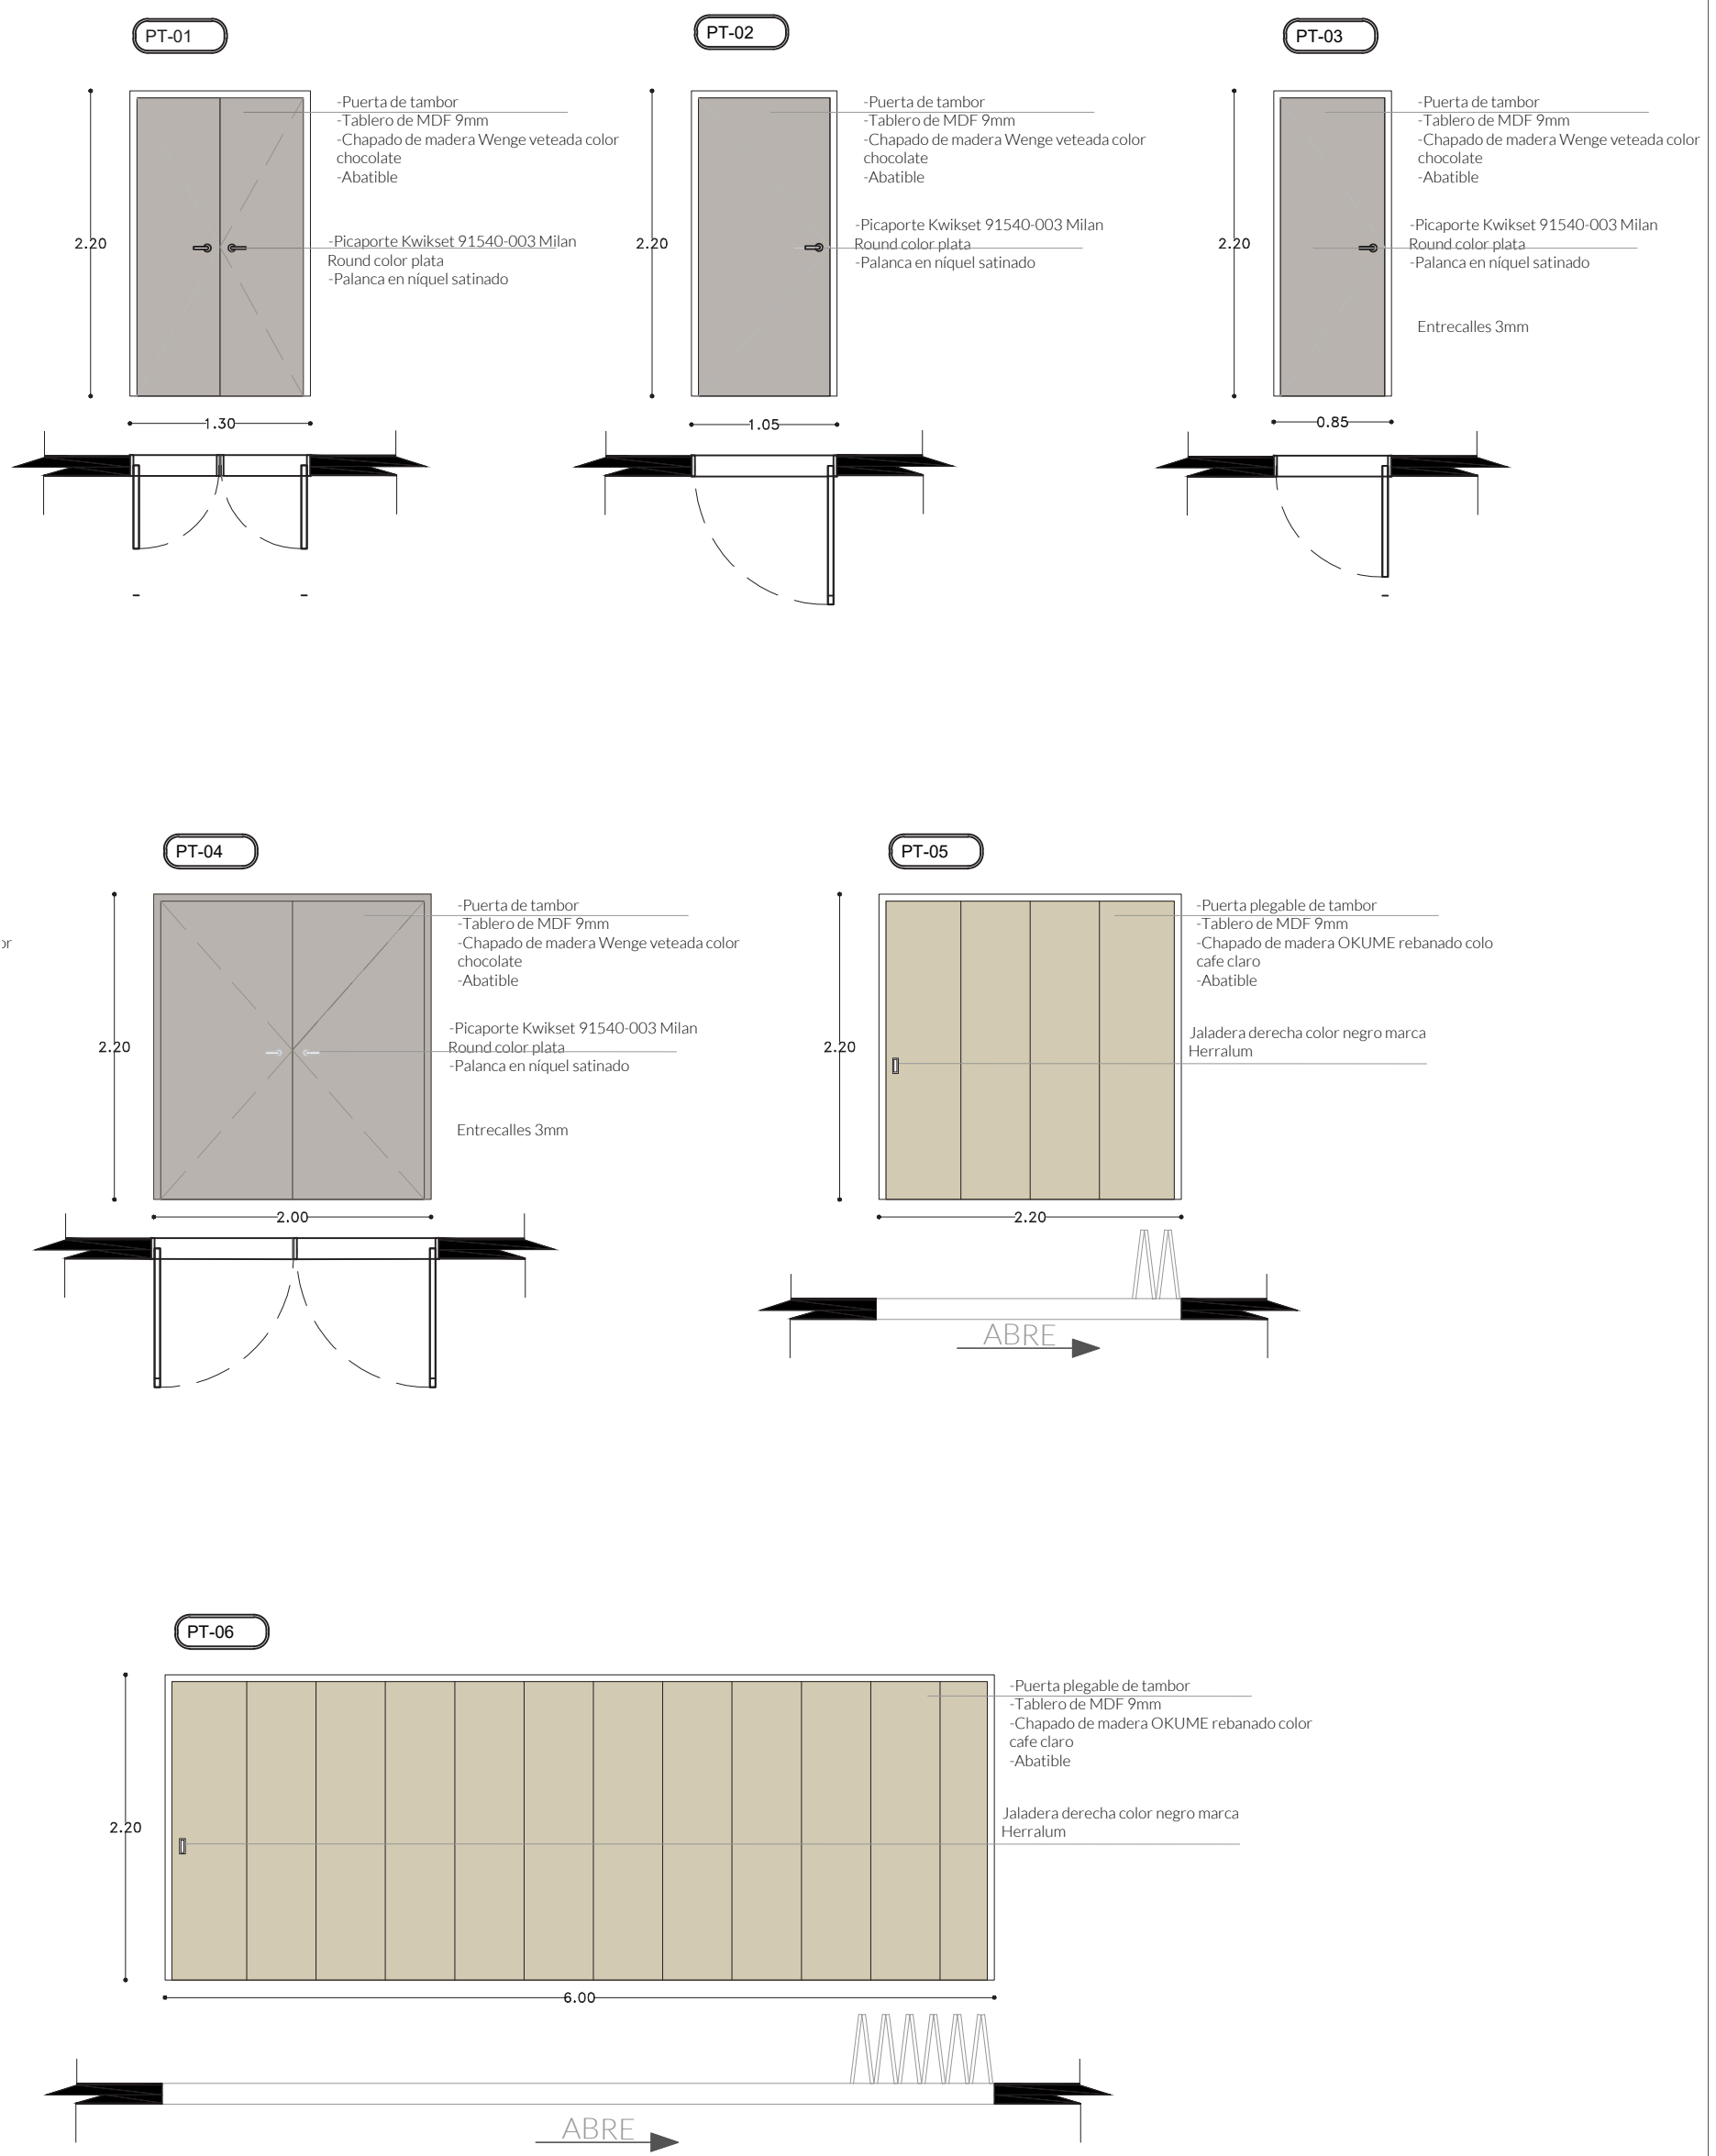 PT-01
-Puerta de tambor
-Tablero de MDF 9mm
-Chapado de madera Wenge veteada color
chocolate
-Abatible
-Picaporte Kwikset 91540-003 Milan
Round color plata
-Palanca en níquel satinado
2.20
1.30
PT-02
-Puerta de tambor
-Tablero de MDF 9mm
-Chapado de madera Wenge veteada color
chocolate
-Abatible
-Picaporte Kwikset 91540-003 Milan
Round color plata
-Palanca en níquel satinado
2.20
1.05
PT-03
-Puerta de tambor
-Tablero de MDF 9mm
-Chapado de madera Wenge veteada color
chocolate
-Abatible
-Picaporte Kwikset 91540-003 Milan
Round color plata
-Palanca en níquel satinado
Entrecalles 3mm
2.20
0.85
or
PT-04
-Puerta de tambor
-Tablero de MDF 9mm
-Chapado de madera Wenge veteada color
chocolate
-Abatible
-Picaporte Kwikset 91540-003 Milan
Round color plata
-Palanca en níquel satinado
Entrecalles 3mm
2.20
2.00
PT-05
-Puerta plegable de tambor
-Tablero de MDF 9mm
-Chapado de madera OKUME rebanado colo
cafe claro
-Abatible
Jaladera derecha color negro marca
Herralum
2.20
2.20
ABRE
PT-06
-Puerta plegable de tambor
-Tablero de MDF 9mm
-Chapado de madera OKUME rebanado color
cafe claro
-Abatible
Jaladera derecha color negro marca
Herralum
2.20
6.00
ABRE